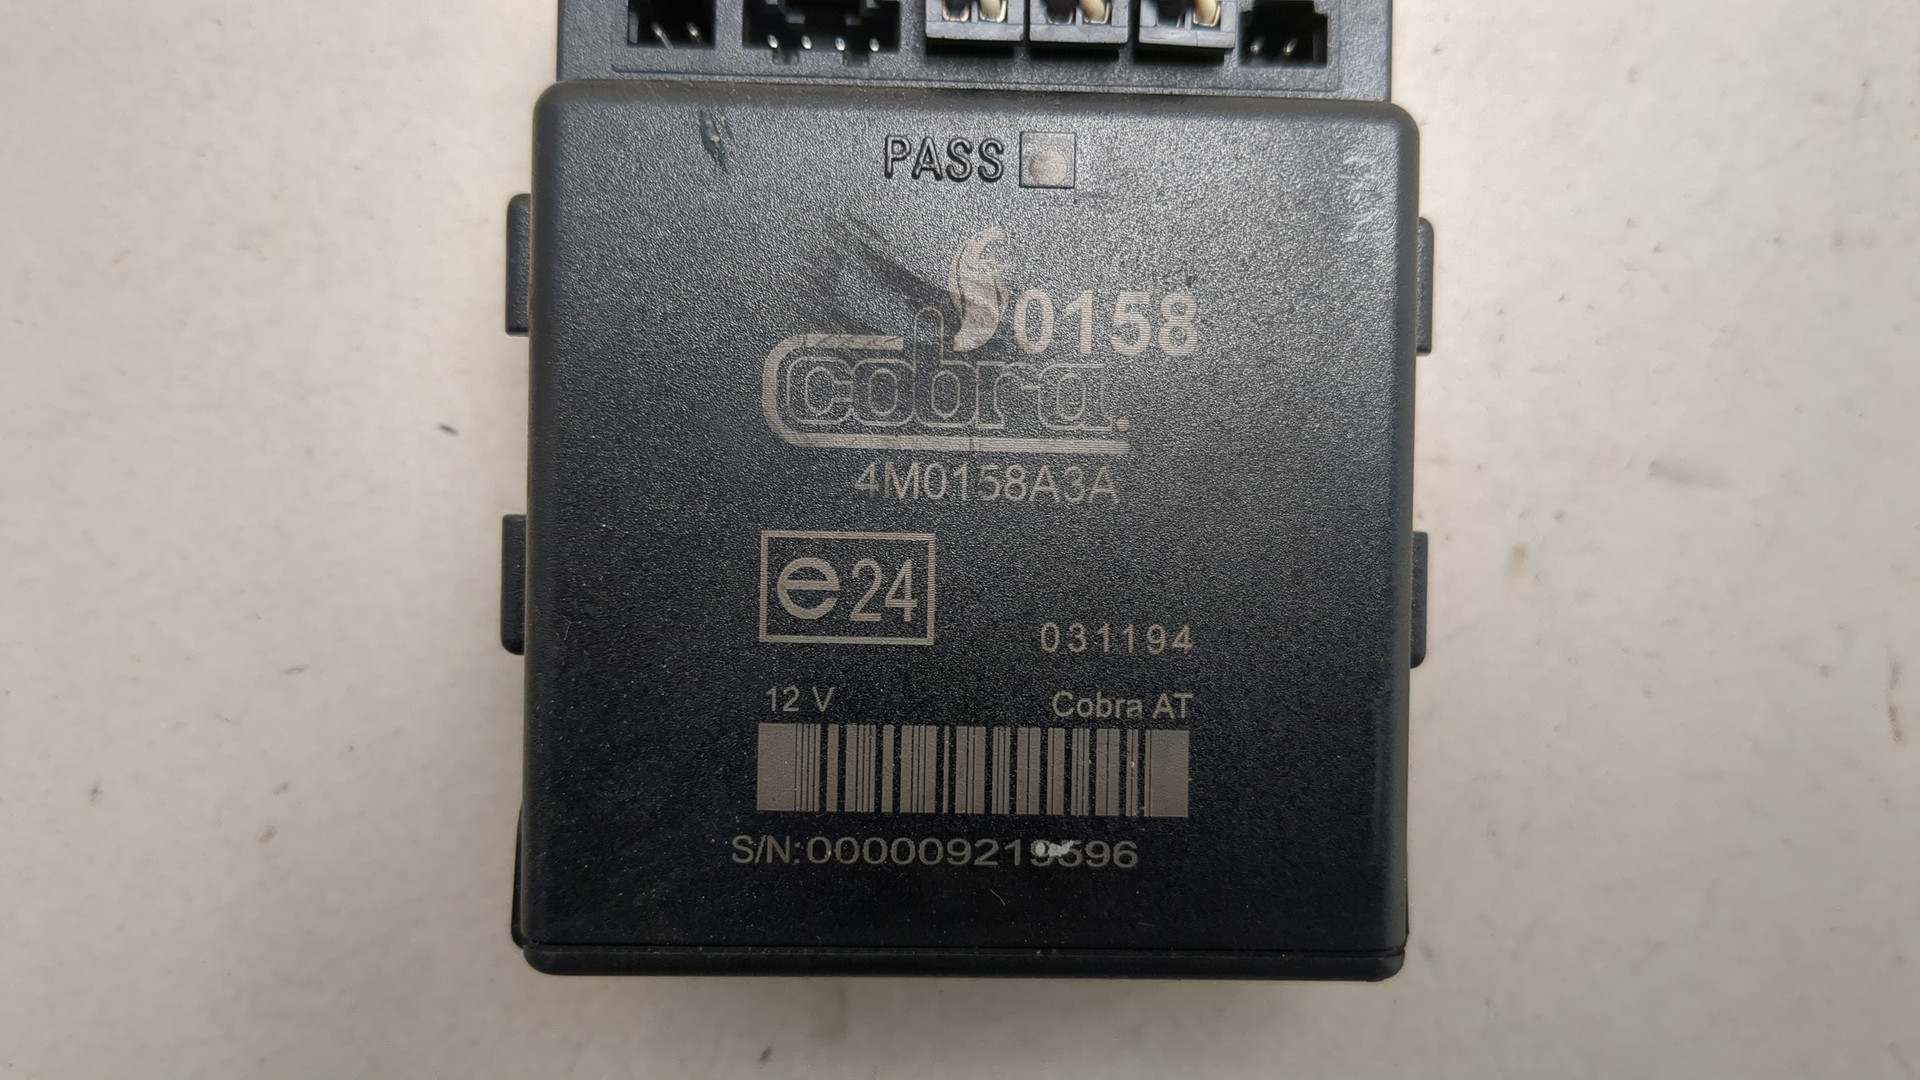 PASS
0158
cobra
4M0158A3A
e24
031194
12 V
Cobra AT